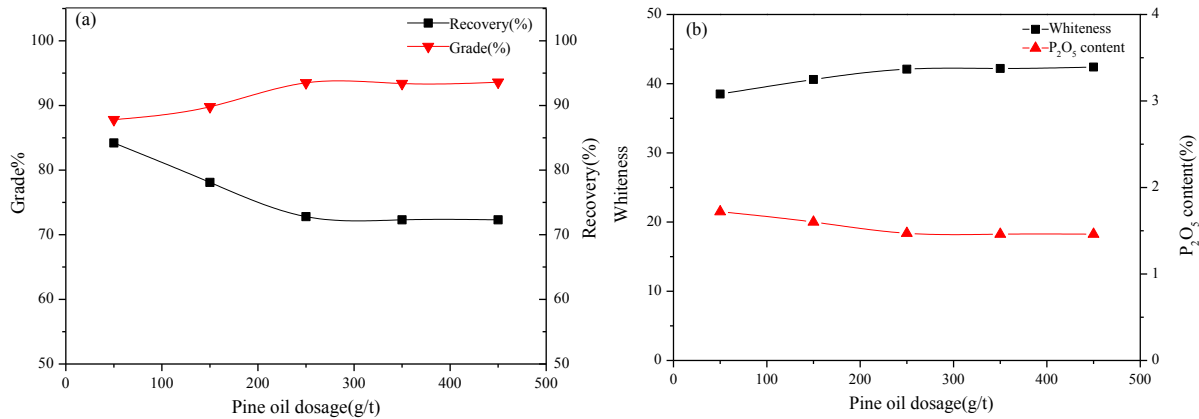 (a)
Recovery(%)
Grade(%)
Grade%
100
90
80
70
60
50
Recovery(%)
100
90
80
70
60
50
0 100 200 300 400 500
Pine oil dosage(g/t)
(b)
Whiteness
P₂O₅ content
Whiteness
50
40
30
20
10
0
P₂O₅ content(%)
4
3
2
1
0
0 100 200 300 400 500
Pine oil dosage(g/t)